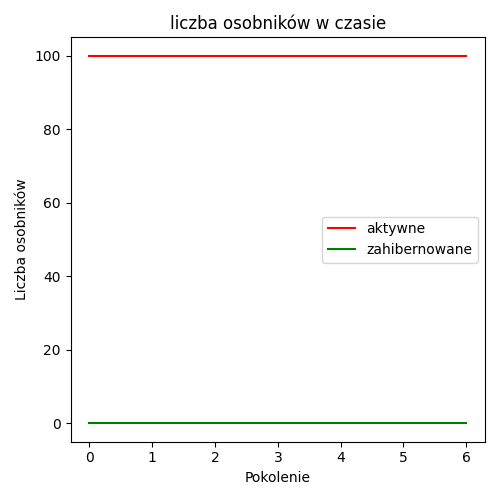 liczba osobników w czasie
Liczba osobników
100
80
60
40
20
0
aktywne
zahibernowane
0 1 2 3 4 5 6
Pokolenie